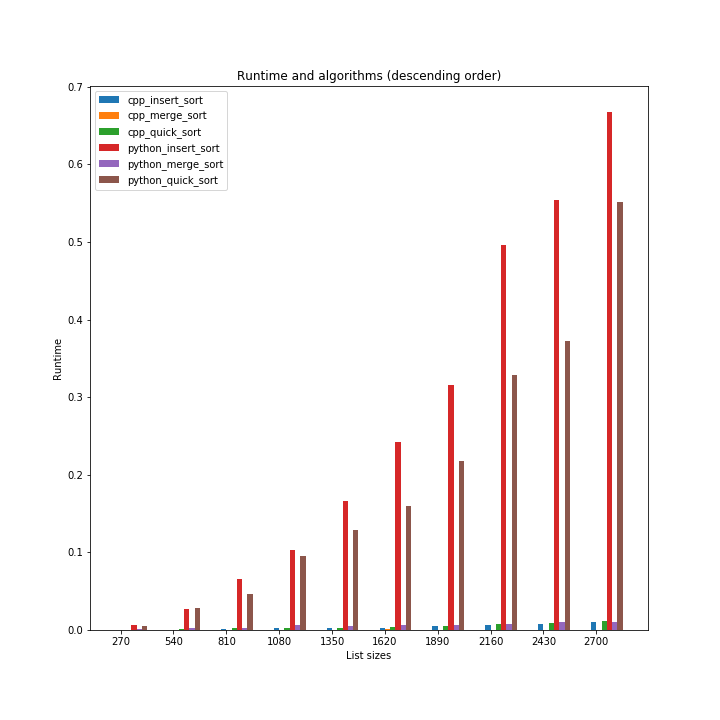 Runtime and algorithms (descending order)
cpp_insert_sort
cpp_merge_sort
cpp_quick_sort
python_insert_sort
python_merge_sort
python_quick_sort
0.7
0.6
0.5
0.4
0.3
0.2
0.1
0.0
Runtime
270 540 810 1080 1350 1620 1890 2160 2430 2700
List sizes